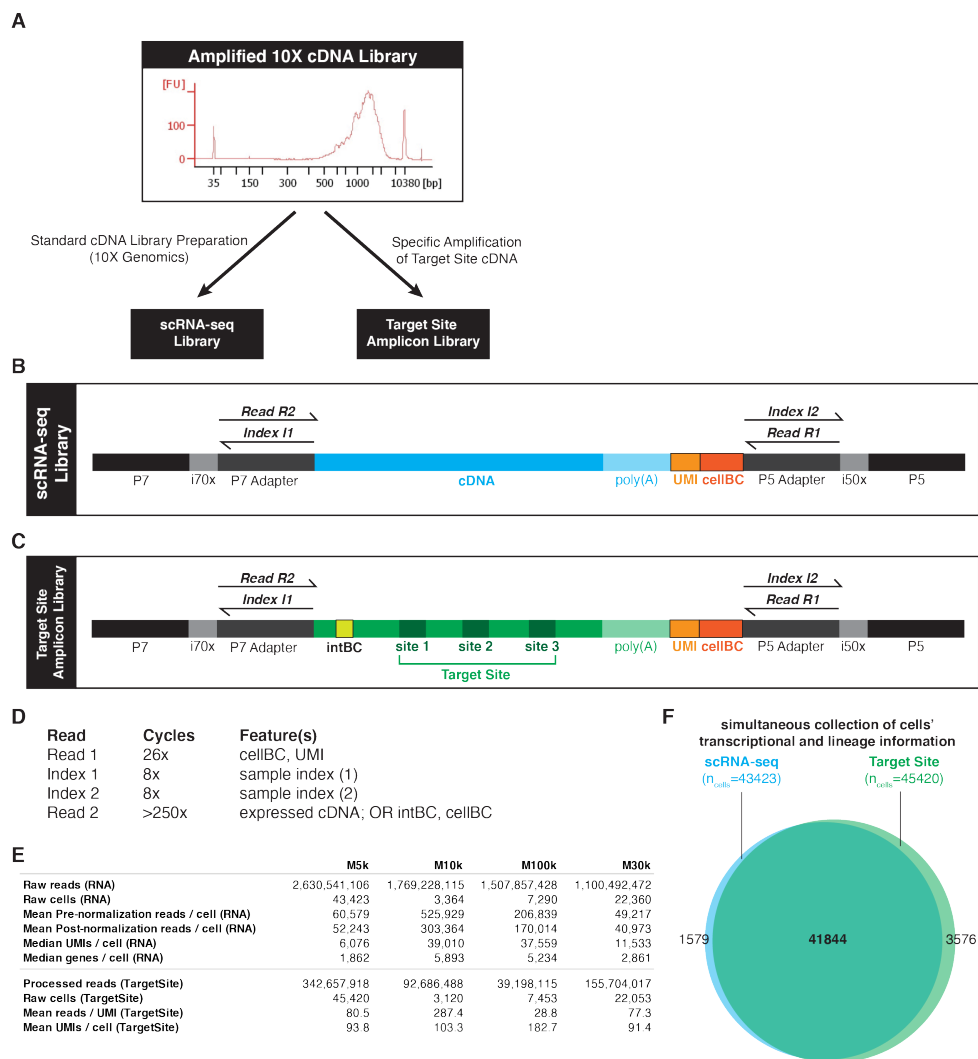 A
Amplified 10X cDNA Library
[FU]
100
0
35 150 300 500 1000 10380 [bp]
Standard cDNA Library Preparation
(10X Genomics)
Specific Amplification
of Target Site cDNA
scRNA-seq
Library
Target Site
Amplicon Library
B
scRNA-seq
Library
Read R2
Index I1
Index I2
Read R1
P7 i70x P7 Adapter cDNA poly(A) UMI cellBC P5 Adapter i50x P5
C
Target Site
Amplicon Library
Read R2
Index I1
Index I2
Read R1
P7 i70x P7 Adapter intBC site 1 site 2 site 3 poly(A) UMI cellBC P5 Adapter i50x P5
Target Site
D
Read Cycles Feature(s)
Read 1 26x cellBC, UMI
Index 1 8x sample index (1)
Index 2 8x sample index (2)
Read 2 >250x expressed cDNA; OR intBC, cellBC
E
M5k M10k M100k M30k
Raw reads (RNA) 2,630,541,106 1,769,228,115 1,507,857,428 1,100,492,472
Raw cells (RNA) 43,423 3,364 7,290 22,360
Mean Pre-normalization reads / cell (RNA) 60,579 525,929 206,839 49,217
Mean Post-normalization reads / cell (RNA) 52,243 303,364 170,014 40,973
Median UMIs / cell (RNA) 6,076 39,010 37,559 11,533
Median genes / cell (RNA) 1,862 5,893 5,234 2,861
Processed reads (TargetSite) 342,657,918 92,686,488 39,198,115 155,704,017
Raw cells (TargetSite) 45,420 3,120 7,453 22,053
Mean reads / UMI (TargetSite) 80.5 287.4 28.8 77.3
Mean UMIs / cell (TargetSite) 93.8 103.3 182.7 91.4
F
simultaneous collection of cells'
transcriptional and lineage information
scRNA-seq
(ncells=43423)
Target Site
(ncells=45420)
1579 41844 3576